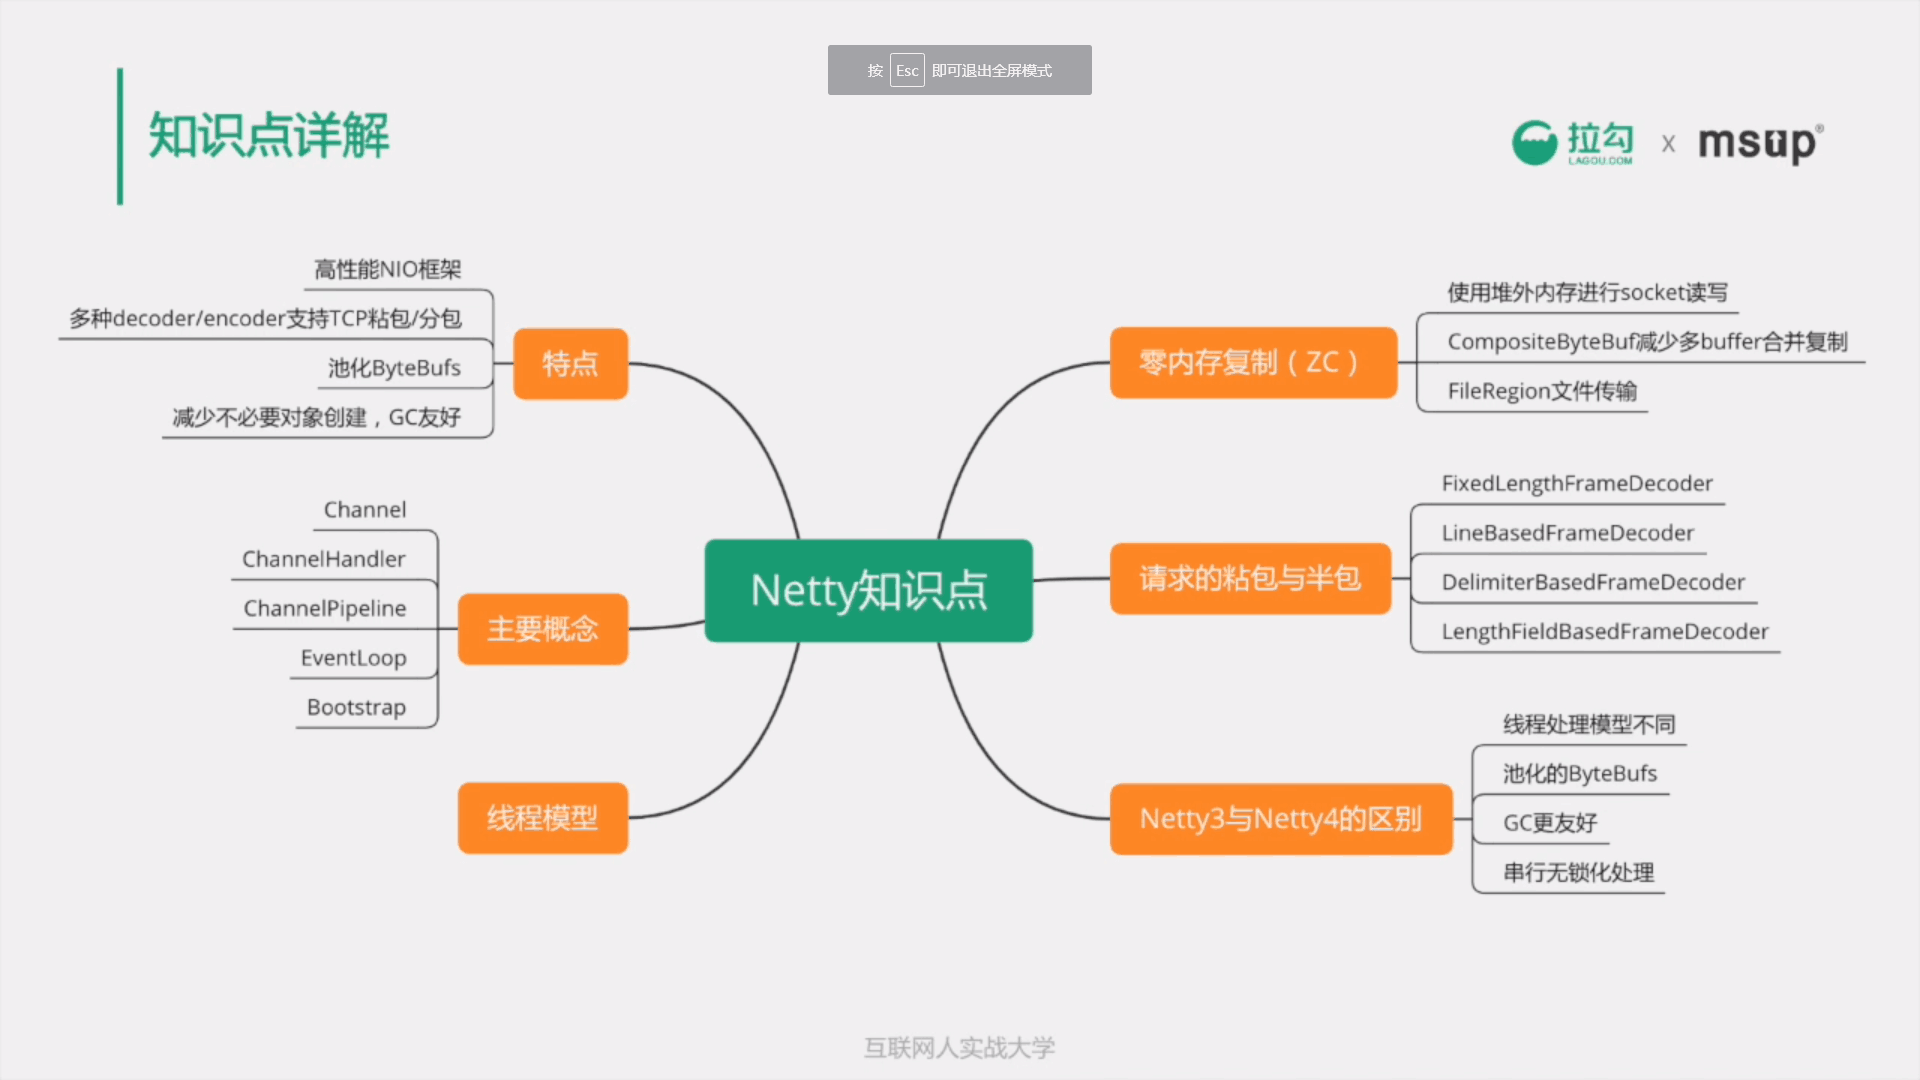 按 Esc 即可退出全屏模式
知识点详解
拉勾 LAGOU.COM X msup®
高性能NIO框架
多种decoder/encoder支持TCP粘包/分包
池化ByteBufs
减少不必要对象创建，GC友好
特点
Channel
ChannelHandler
ChannelPipeline
EventLoop
Bootstrap
主要概念
线程模型
Netty知识点
零内存复制（ZC）
使用堆外内存进行socket读写
CompositeByteBuf减少多buffer合并复制
FileRegion文件传输
请求的粘包与半包
FixedLengthFrameDecoder
LineBasedFrameDecoder
DelimiterBasedFrameDecoder
LengthFieldBasedFrameDecoder
Netty3与Netty4的区别
线程处理模型不同
池化的ByteBufs
GC更友好
串行无锁化处理
互联网人实战大学